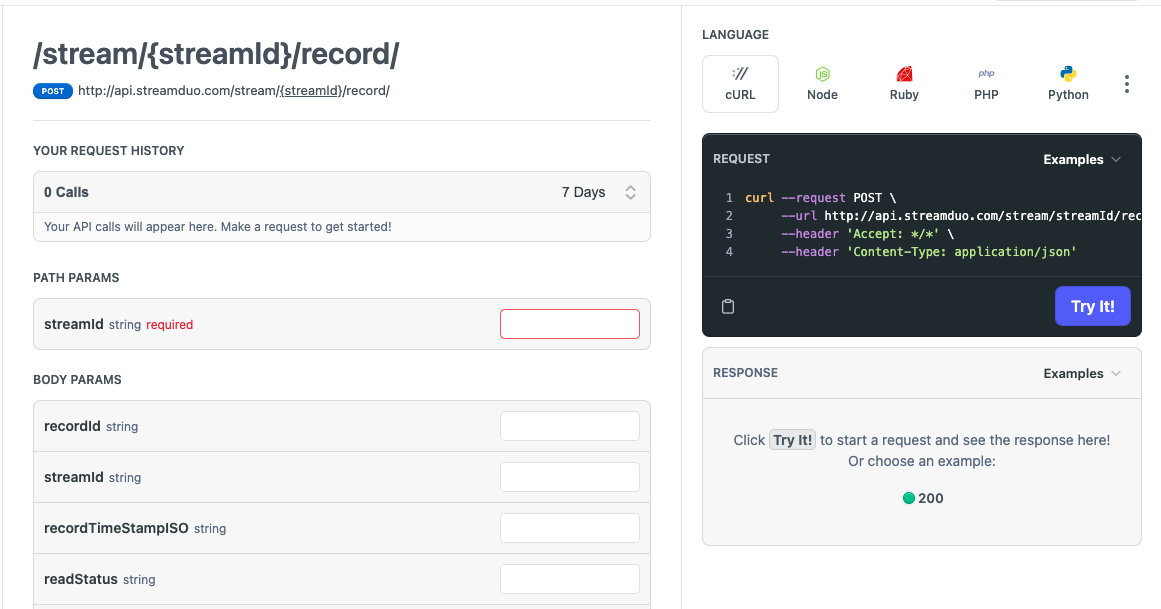 /stream/{streamId}/record/
POST http://api.streamduo.com/stream/{streamId}/record/
YOUR REQUEST HISTORY
0 Calls 7 Days
Your API calls will appear here. Make a request to get started!
PATH PARAMS
streamId string required
BODY PARAMS
recordId string
streamId string
recordTimeStampISO string
readStatus string
LANGUAGE
cURL
JS
Node
Ruby
php
PHP
Python
REQUEST Examples
1 curl --request POST \
2 --url http://api.streamduo.com/stream/streamId/rec
3 --header 'Accept: */*' \
4 --header 'Content-Type: application/json'
Try It!
RESPONSE Examples
Click Try It! to start a request and see the response here!
Or choose an example:
200